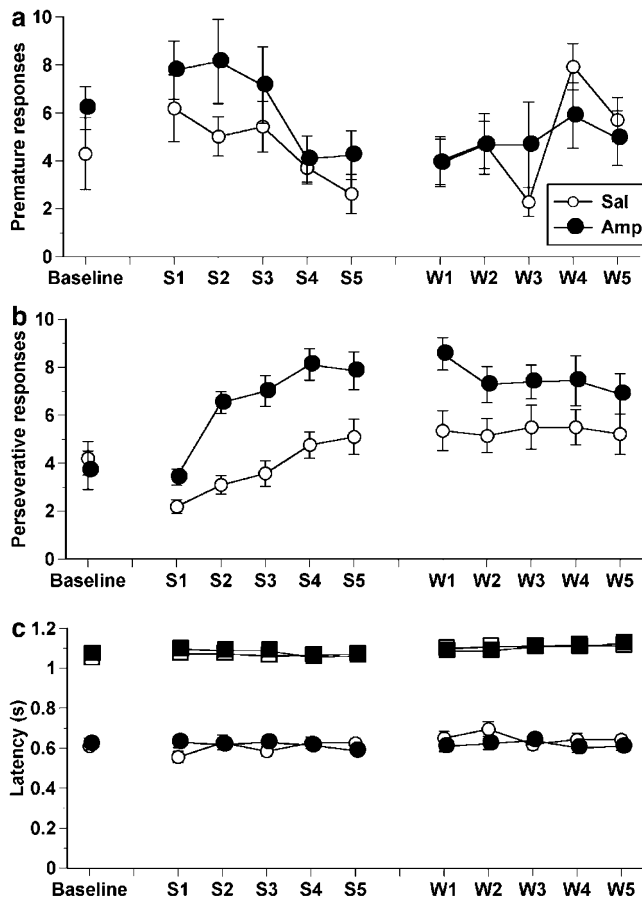 a
Premature responses
10
8
6
4
2
0
Sal
Amp
Baseline S1 S2 S3 S4 S5 W1 W2 W3 W4 W5
b
Perseverative responses
10
8
6
4
2
0
Baseline S1 S2 S3 S4 S5 W1 W2 W3 W4 W5
c
Latency (s)
1.2
1
0.8
0.6
0.4
0.2
0
Baseline S1 S2 S3 S4 S5 W1 W2 W3 W4 W5